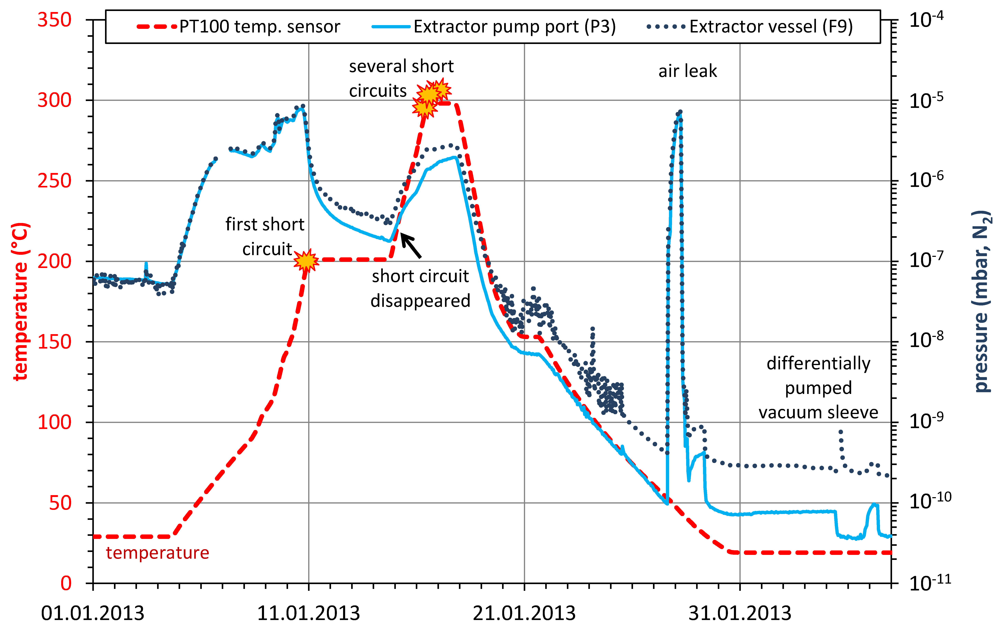 PT100 temp. sensor
Extractor pump port (P3)
Extractor vessel (F9)
350
300
250
200
150
100
50
0
temperature (°C)
10⁻⁴
10⁻⁵
10⁻⁶
10⁻⁷
10⁻⁸
10⁻⁹
10⁻¹⁰
10⁻¹¹
pressure (mbar, N₂)
several short
circuits
air leak
first short
circuit
short circuit
disappeared
differentially
pumped
vacuum sleeve
temperature
01.01.2013
11.01.2013
21.01.2013
31.01.2013